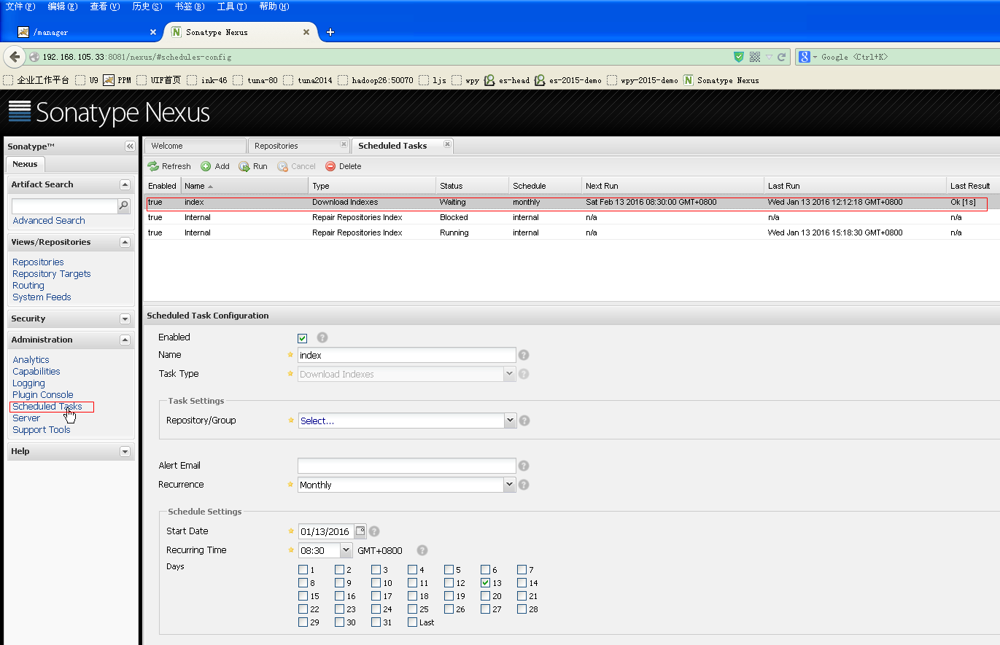 文件(F) 编辑(E) 查看(V) 历史(S) 书签(B) 工具(T) 帮助(H)
/manager × Sonatype Nexus × +
192.168.105.33:8081/nexus/#schedules-config Google <Ctrl+K>
企业工作平台 U9 PPM UIF首页 ink-46 tuna-80 tuna2014 hadoop26:50070 ljs wpy es-head es-2015-demo wpy-2015-demo Sonatype Nexus
Sonatype Nexus
Sonatype™
Nexus
Artifact Search
Advanced Search
Views/Repositories
Repositories
Repository Targets
Routing
System Feeds
Security
Administration
Analytics
Capabilities
Logging
Plugin Console
Scheduled Tasks
Server
Support Tools
Help
Welcome Repositories Scheduled Tasks
Refresh Add Run Cancel Delete
Enabled Name Type Status Schedule Next Run Last Run Last Result
true index Download Indexes Waiting monthly Sat Feb 13 2016 08:30:00 GMT+0800 Wed Jan 13 2016 12:12:18 GMT+0800 Ok [1s]
true Internal Repair Repositories Index Blocked internal n/a n/a n/a
true Internal Repair Repositories Index Running internal n/a Wed Jan 13 2016 15:18:30 GMT+0800 n/a
Scheduled Task Configuration
Enabled
Name index
Task Type Download Indexes
Task Settings
Repository/Group Select...
Alert Email
Recurrence Monthly
Schedule Settings
Start Date 01/13/2016
Recurring Time 08:30 GMT+0800
Days
1 2 3 4 5 6 7
8 9 10 11 12 13 14
15 16 17 18 19 20 21
22 23 24 25 26 27 28
29 30 31 Last